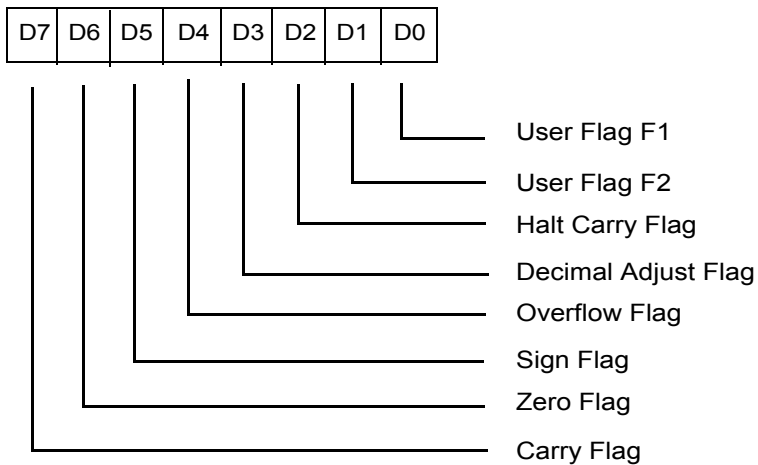 D7 D6 D5 D4 D3 D2 D1 D0
User Flag F1
User Flag F2
Halt Carry Flag
Decimal Adjust Flag
Overflow Flag
Sign Flag
Zero Flag
Carry Flag